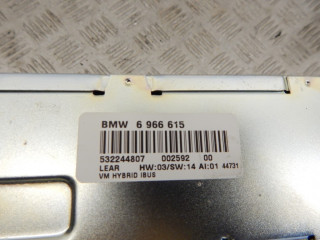 BMW 6 966 615
532244807 002592 00
LEAR HW:03/SW:14 AI:01 44731
VM HYBRID IBUS